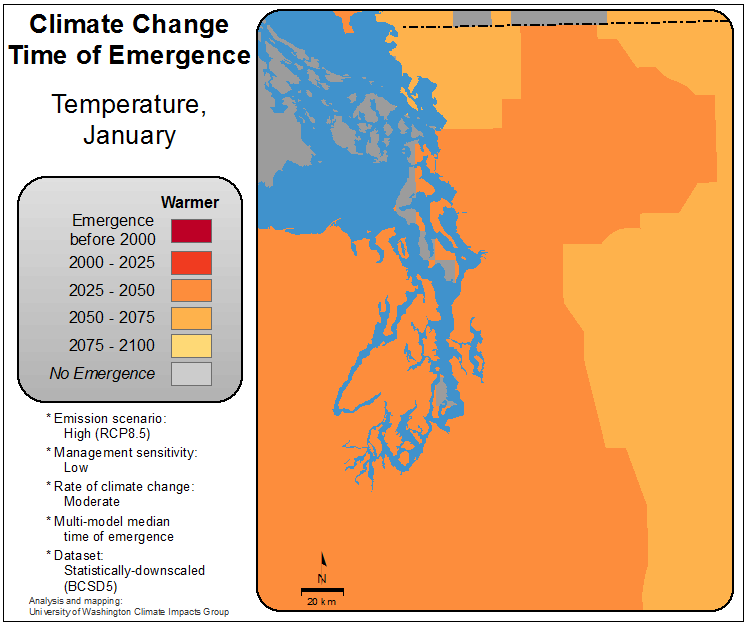 Climate Change
Time of Emergence
Temperature,
January
Warmer
Emergence
before 2000
2000 - 2025
2025 - 2050
2050 - 2075
2075 - 2100
No Emergence
* Emission scenario:
High (RCP8.5)
* Management sensitivity:
Low
* Rate of climate change:
Moderate
* Multi-model median
time of emergence
* Dataset:
Statistically-downscaled
(BCSD5)
Analysis and mapping:
University of Washington Climate Impacts Group
N
20 km